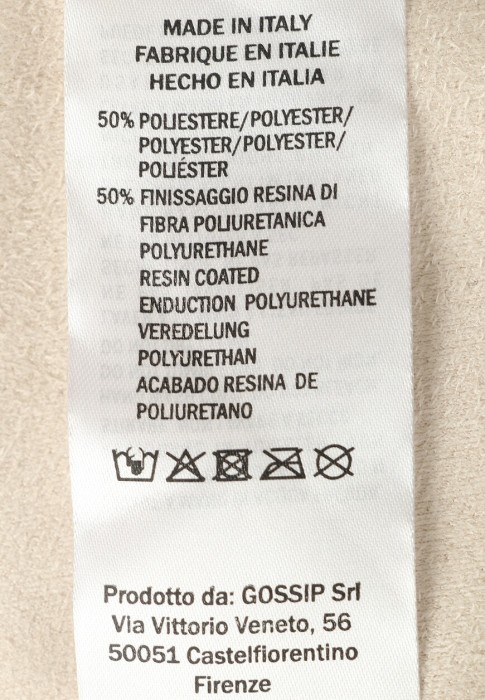 MADE IN ITALY
FABRIQUE EN ITALIE
HECHO EN ITALIA
50% POLIESTERE/POLYESTER/
POLYESTER/POLYESTER/
POLIÉSTER
50% FINISSAGGIO RESINA DI
FIBRA POLIURETANICA
POLYURETHANE
RESIN COATED
ENDUCTION POLYURETHANE
VEREDELUNG
POLYURETHAN
ACABADO RESINA DE
POLIURETANO
Prodotto da: GOSSIP Srl
Via Vittorio Veneto, 56
50051 Castelfiorentino
Firenze